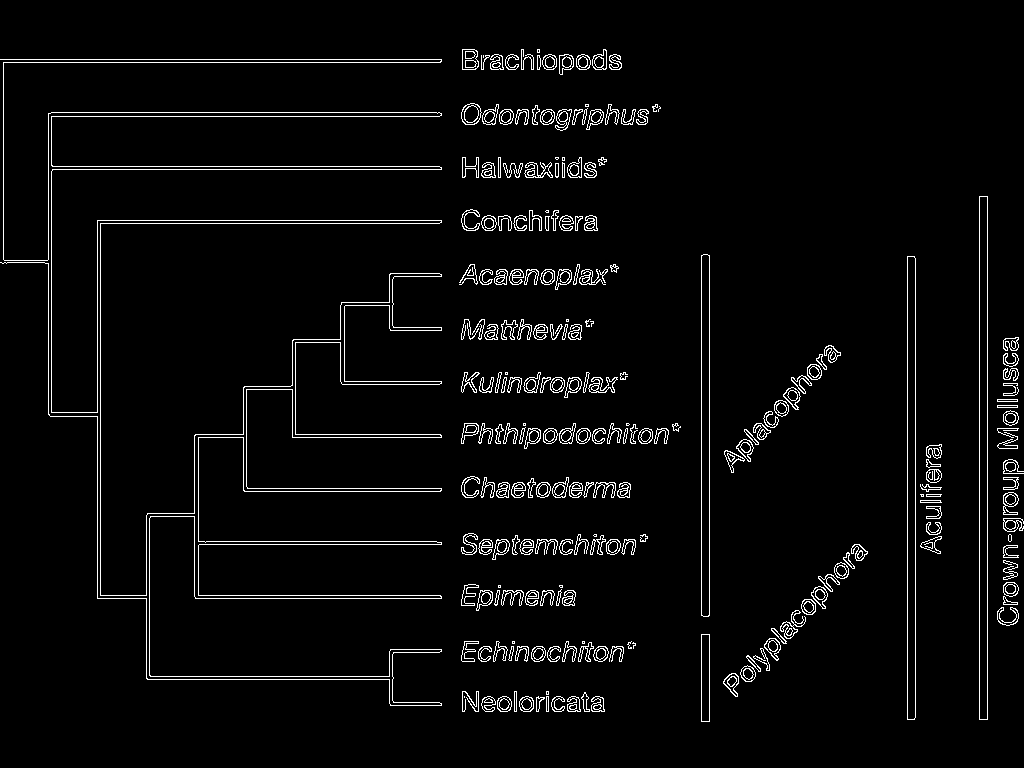 Brachiopods
Odontogriphus*
Halwaxiids*
Conchifera
Acaenoplax*
Matthevia*
Kulindroplax*
Phthipodochiton*
Chaetoderma
Septemchiton*
Epimenia
Echinochiton*
Neoloricata
Aplacophora
Polyplacophora
Aculifera
Crown-group Mollusca